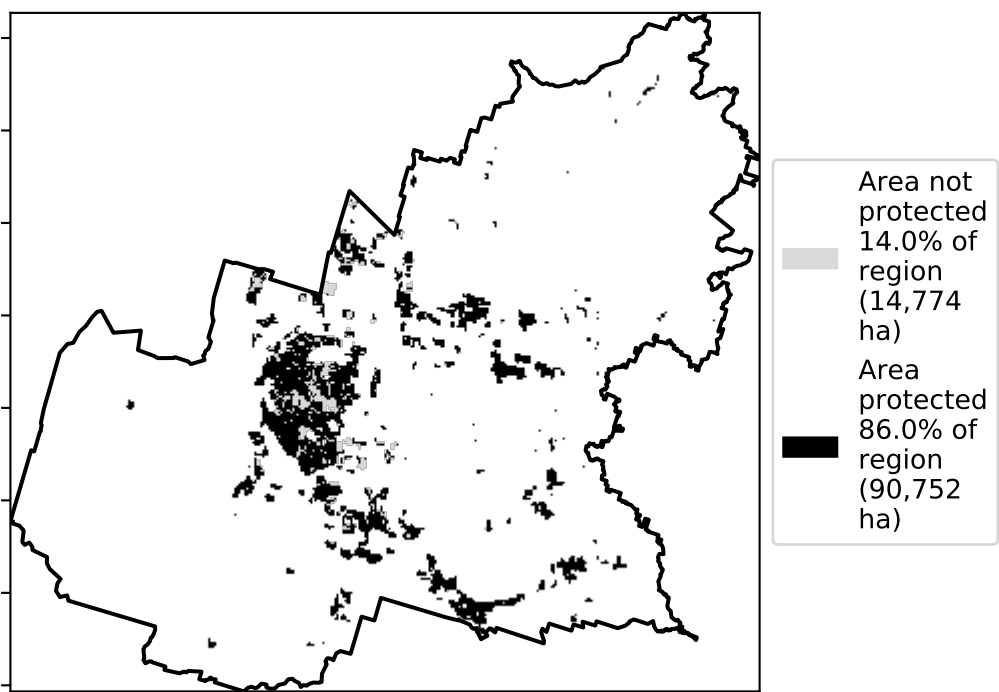 Area not
protected
14.0% of
region
(14,774
ha)
Area
protected
86.0% of
region
(90,752
ha)